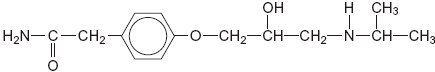 OH H CH₃
H₂N—C—CH₂ O—CH₂—CH—CH₂—N—CH—CH₃
O